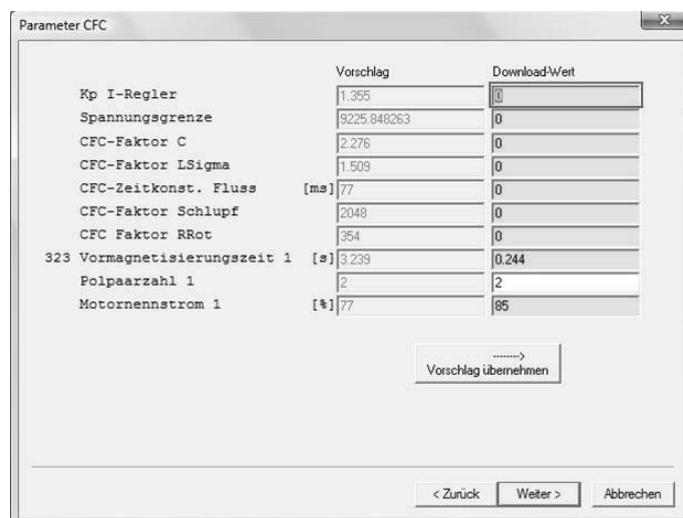 Parameter CFC
Vorschlag Download-Wert
Kp I-Regler 1.355 0
Spannungsgrenze 9225.848263 0
CFC-Faktor C 2.276 0
CFC-Faktor LSigma 1.509 0
CFC-Zeitkonst. Fluss [ms] 77 0
CFC-Faktor Schlupf 2048 0
CFC Faktor RRot 354 0
323 Vormagnetisierungszeit 1 [s] 3.239 0.244
Polpaarzahl 1 2 2
Motornennstrom 1 [%] 77 85
-------->
Vorschlag übernehmen
< Zurück Weiter > Abbrechen